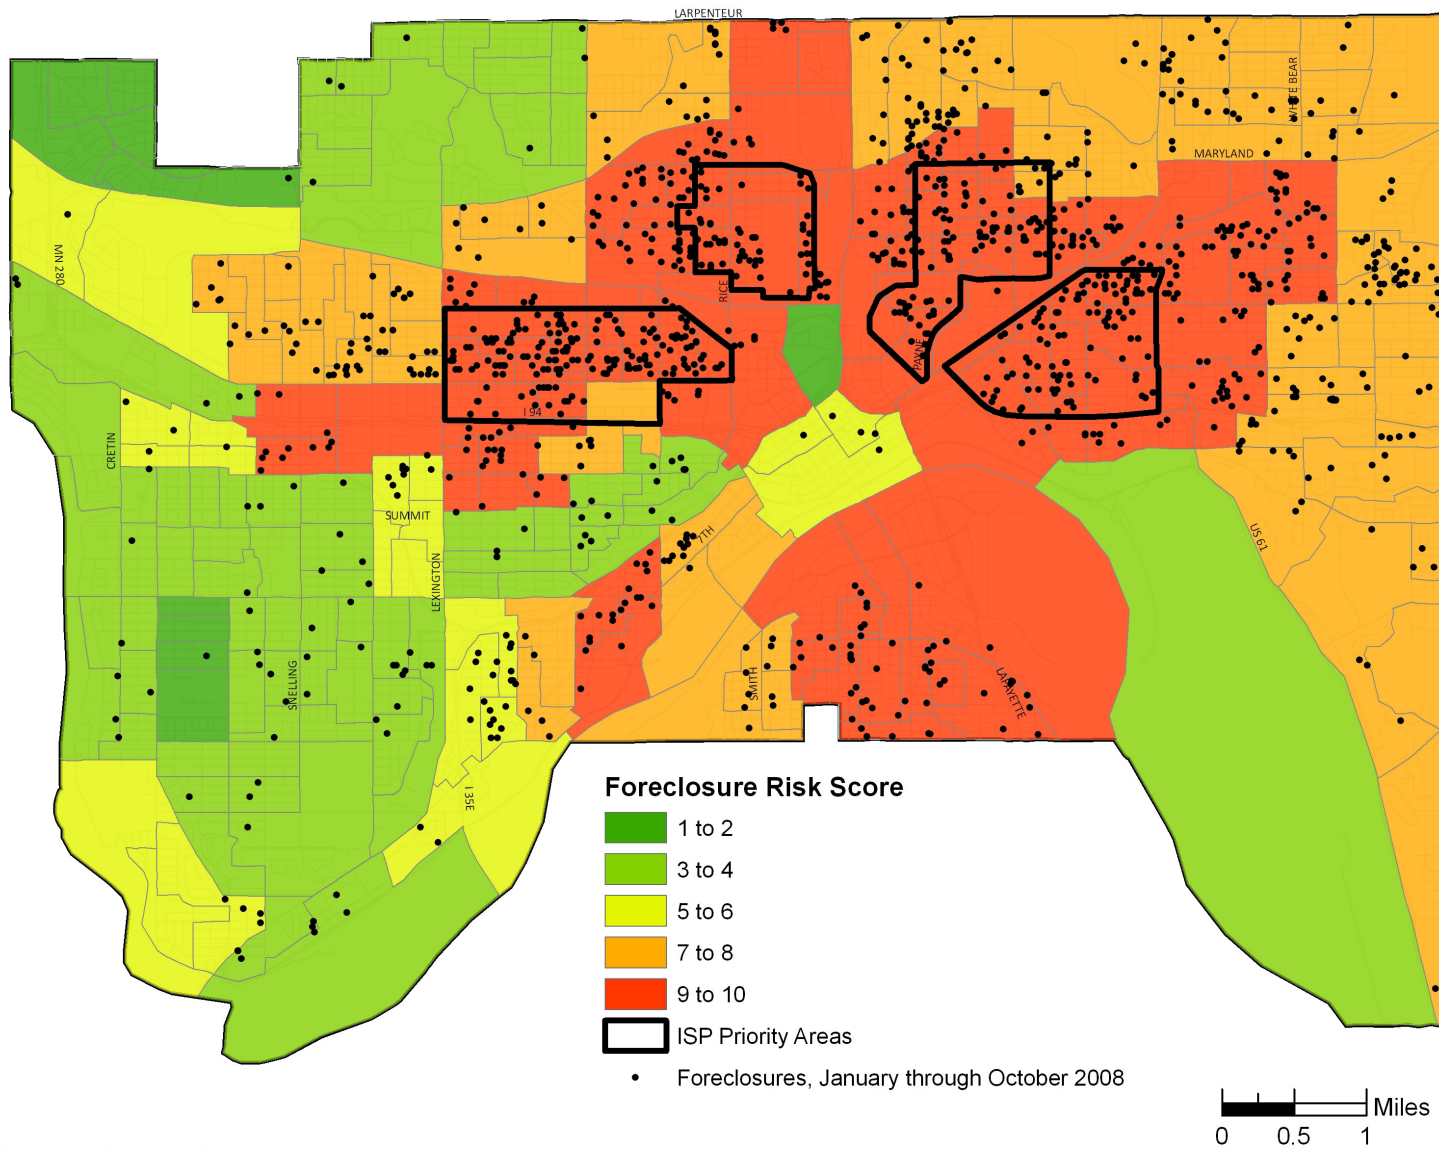 LARPENTEUR
WHITE BEAR
MARYLAND
MN 280
RICE
PAYNE
I 94
CRETIN
SUMMIT
7TH
US 61
LEXINGTON
SNELLING
SMITH
LAFAYETTE
I 35E
Foreclosure Risk Score
1 to 2
3 to 4
5 to 6
7 to 8
9 to 10
ISP Priority Areas
Foreclosures, January through October 2008
Miles
0 0.5 1